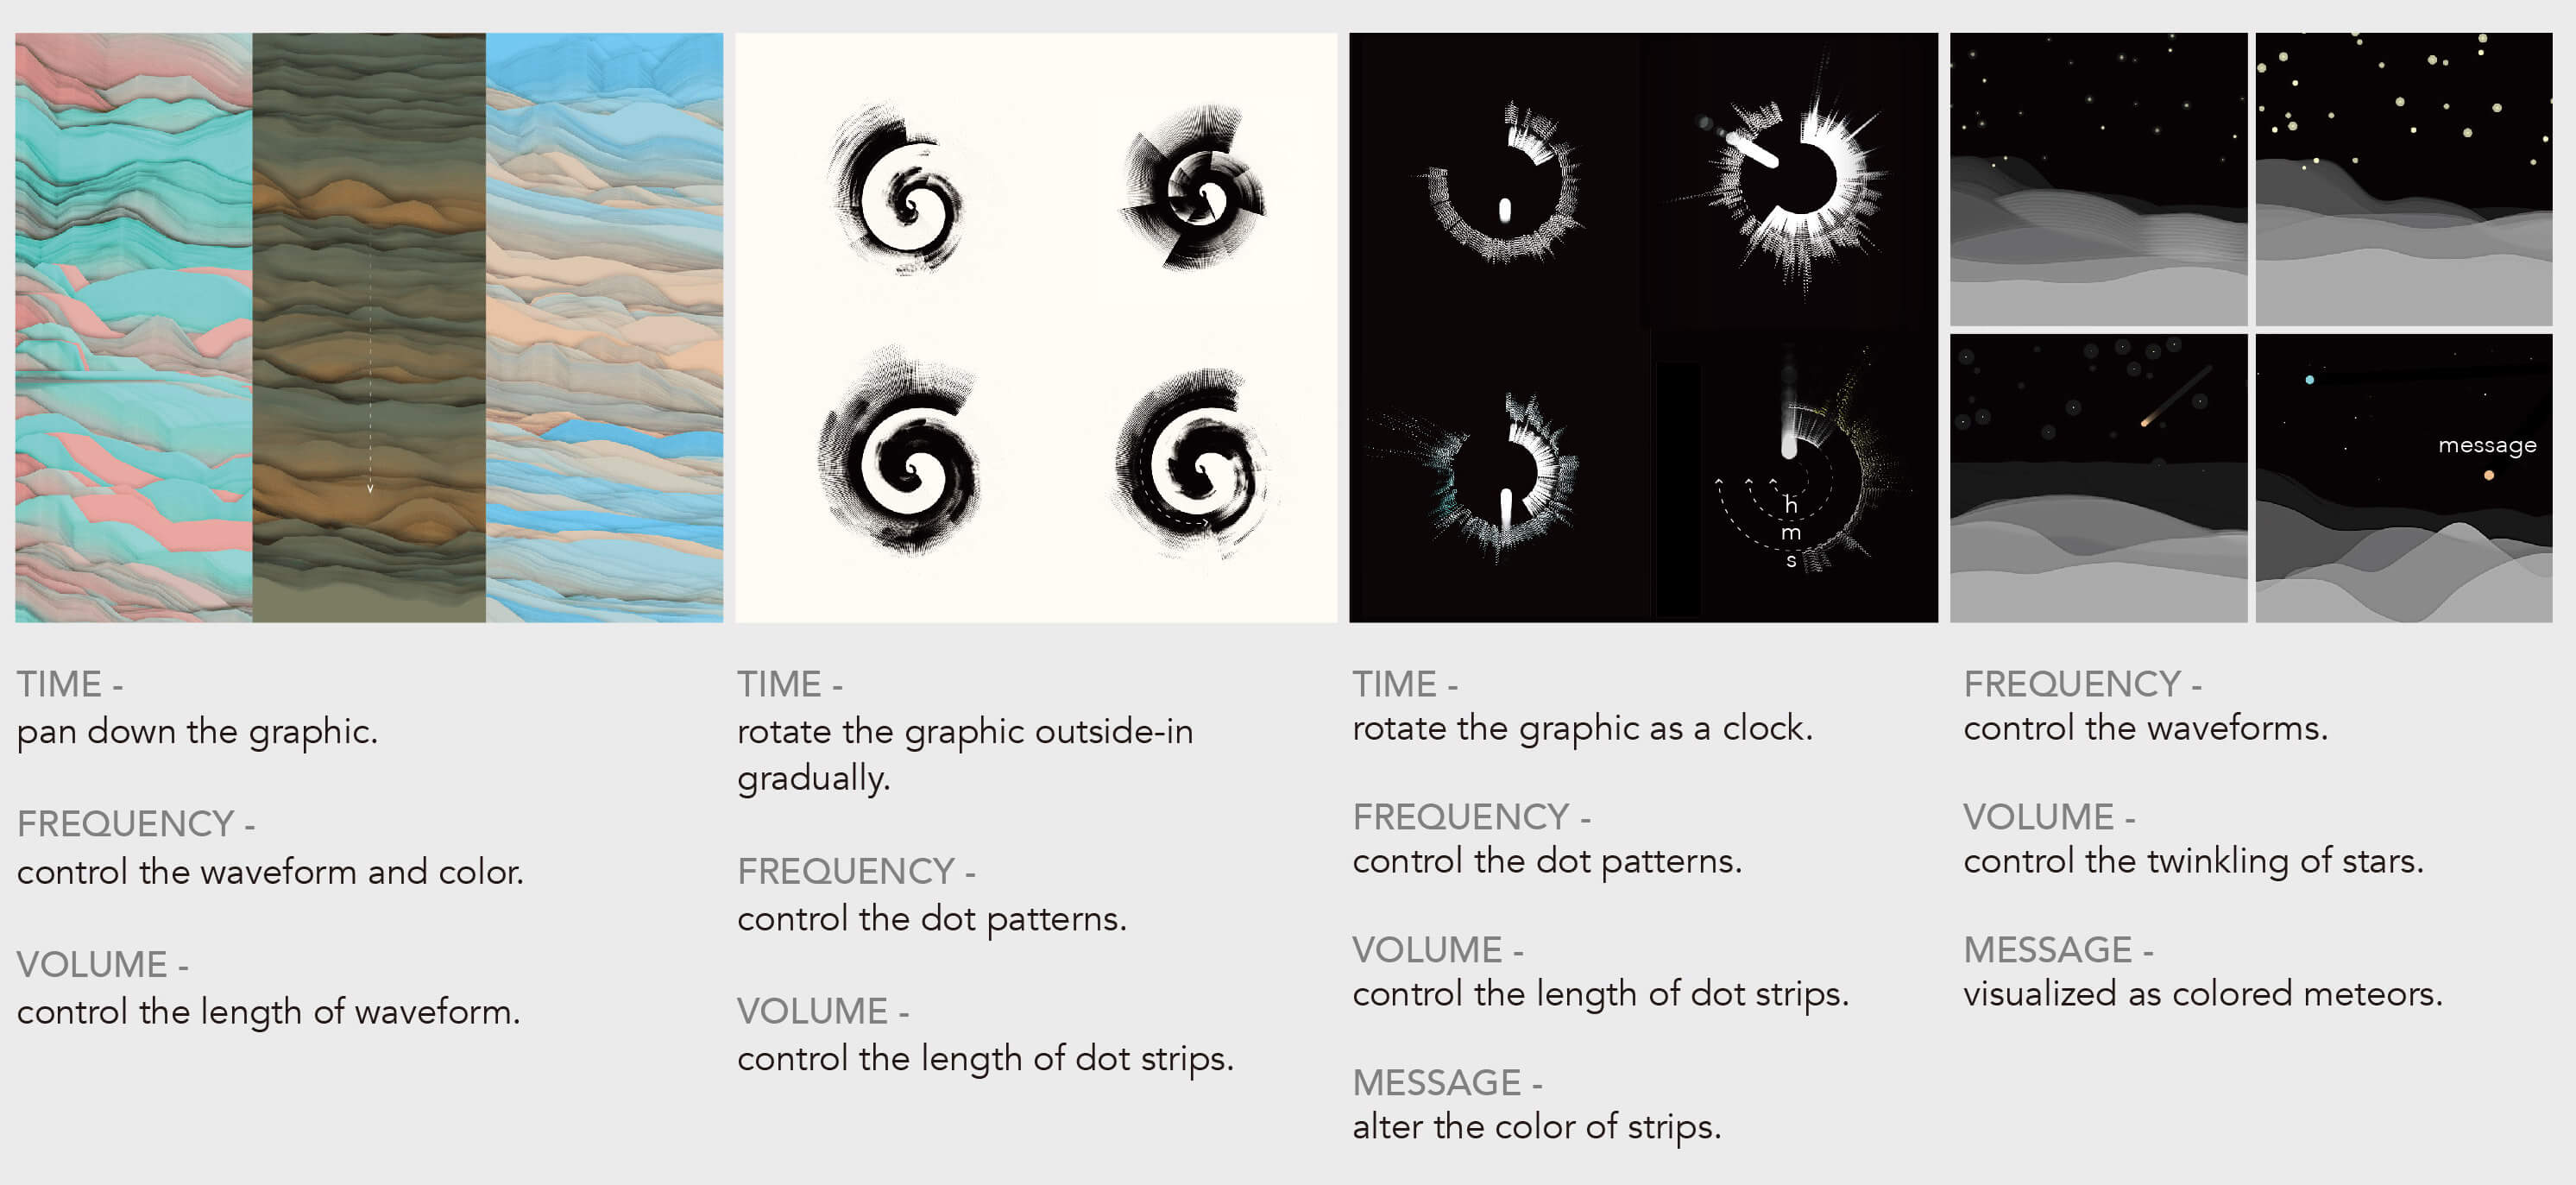 message
h
m
s
TIME -
pan down the graphic.
FREQUENCY -
control the waveform and color.
VOLUME -
control the length of waveform.
TIME -
rotate the graphic outside-in
gradually.
FREQUENCY -
control the dot patterns.
VOLUME -
control the length of dot strips.
TIME -
rotate the graphic as a clock.
FREQUENCY -
control the dot patterns.
VOLUME -
control the length of dot strips.
MESSAGE -
alter the color of strips.
FREQUENCY -
control the waveforms.
VOLUME -
control the twinkling of stars.
MESSAGE -
visualized as colored meteors.